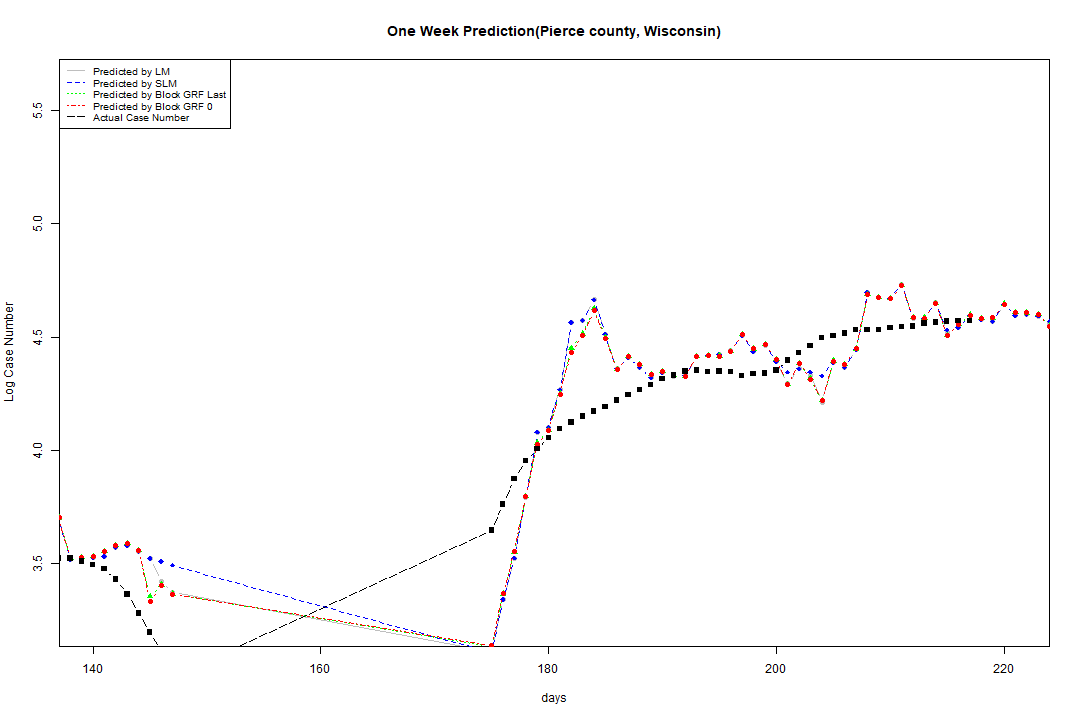 One Week Prediction(Pierce county, Wisconsin)
Predicted by LM
Predicted by SLM
Predicted by Block GRF Last
Predicted by Block GRF 0
Actual Case Number
5.5
5.0
4.5
4.0
3.5
Log Case Number
140 160 180 200 220
days